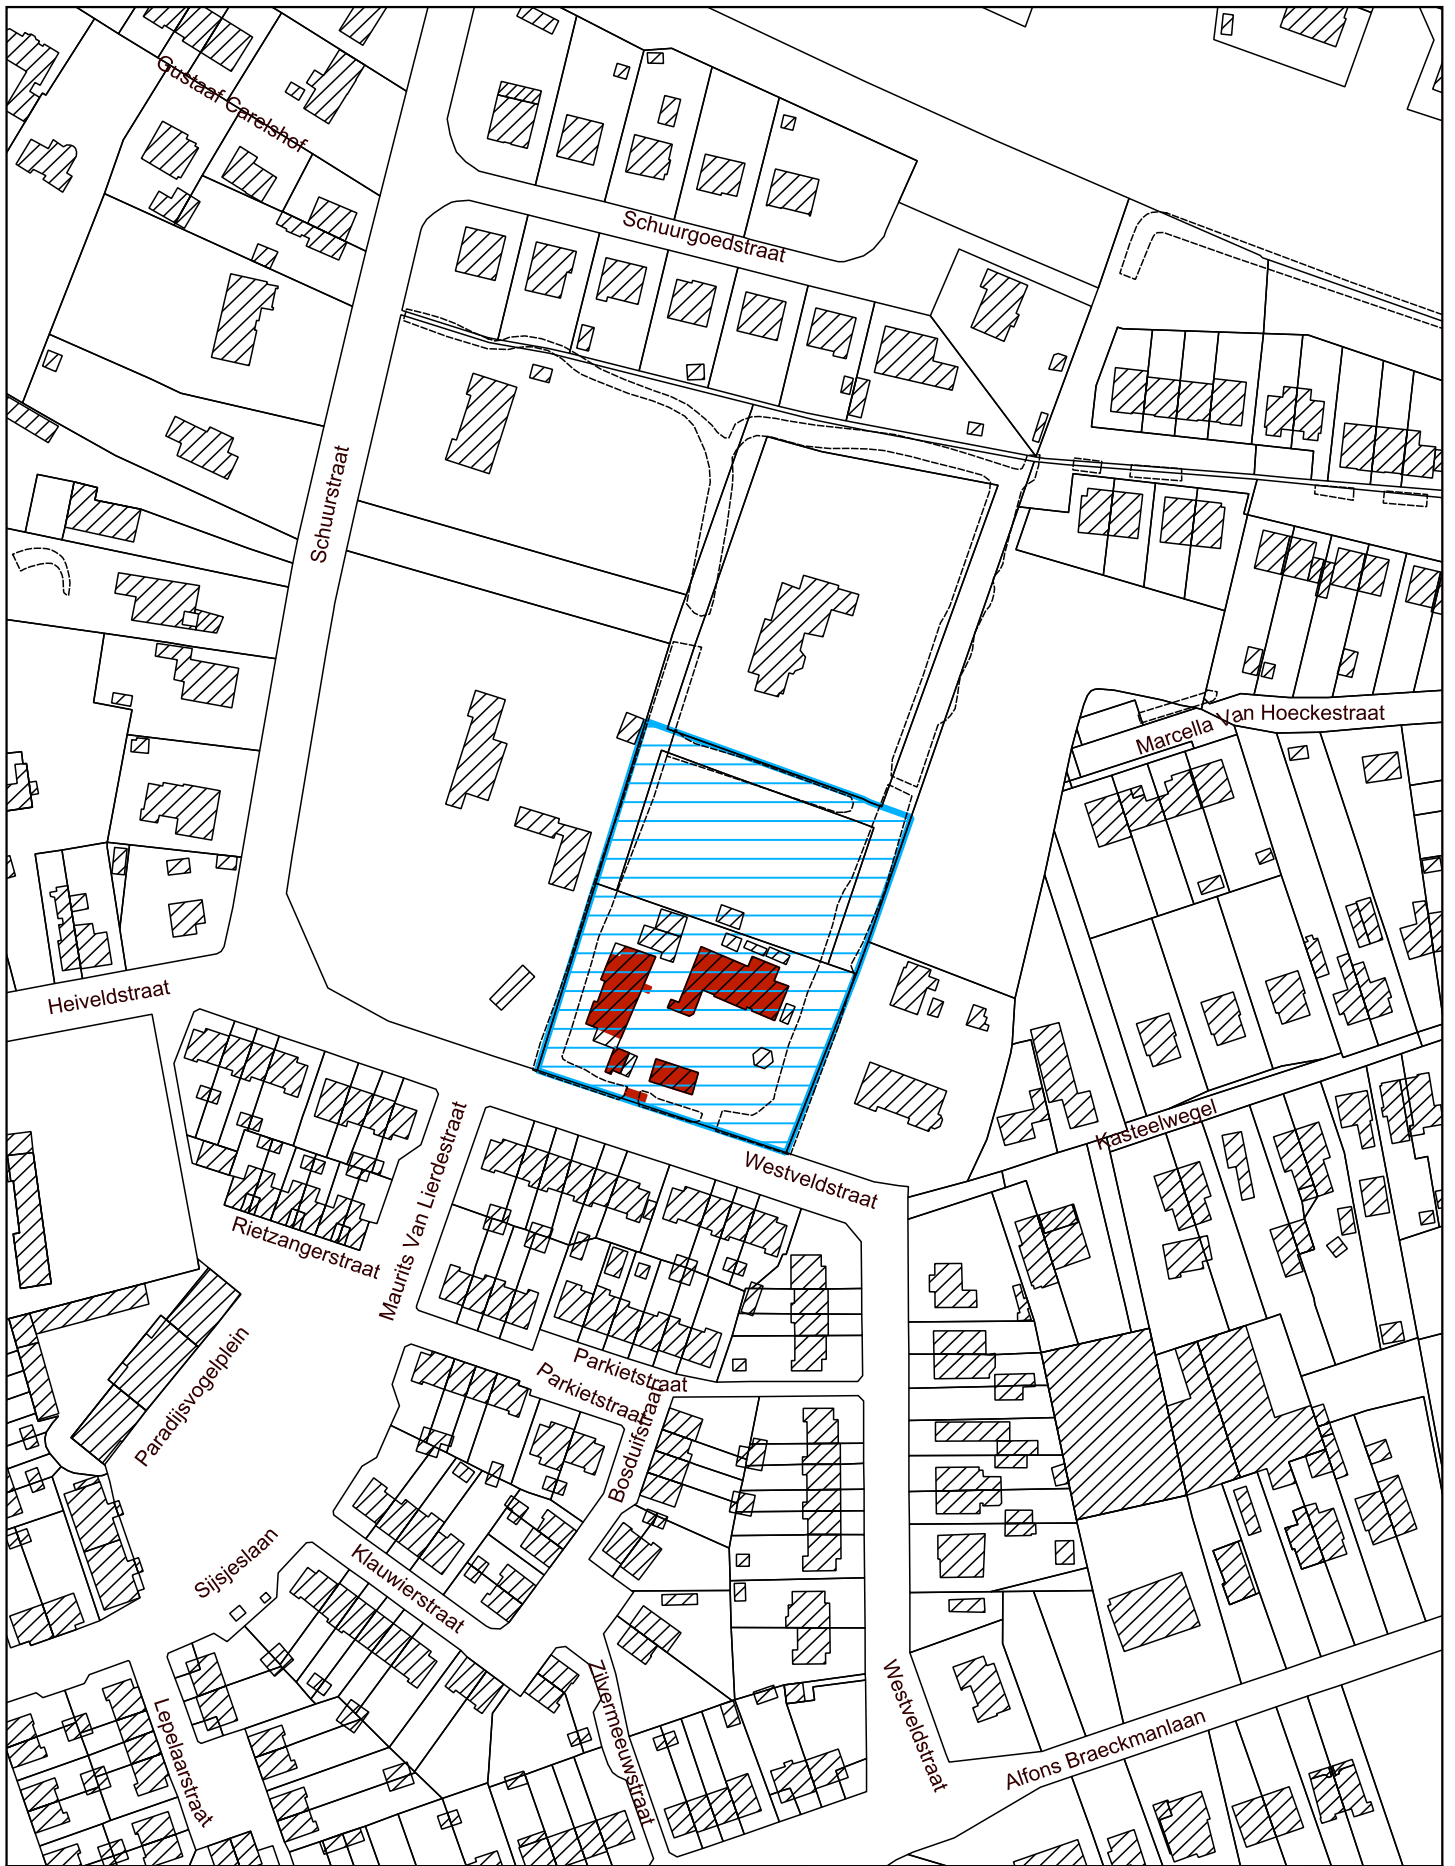 Gustaaf Carelshof
Schuurgoedstraat
Schuurstraat
Marcella Van Hoeckestraat
Heiveldstraat
Kasteelwegel
Maurits Van Lierdestraat
Westveldstraat
Rietzangerstraat
Paradijsvogelplein
Parkietstraat
Parkietstraat
Bosduifstraat
Sijsjeslaan
Klauwierstraat
Zilvermeeuwstraat
Westveldstraat
Lepelaarstraat
Alfons Braeckmanlaan